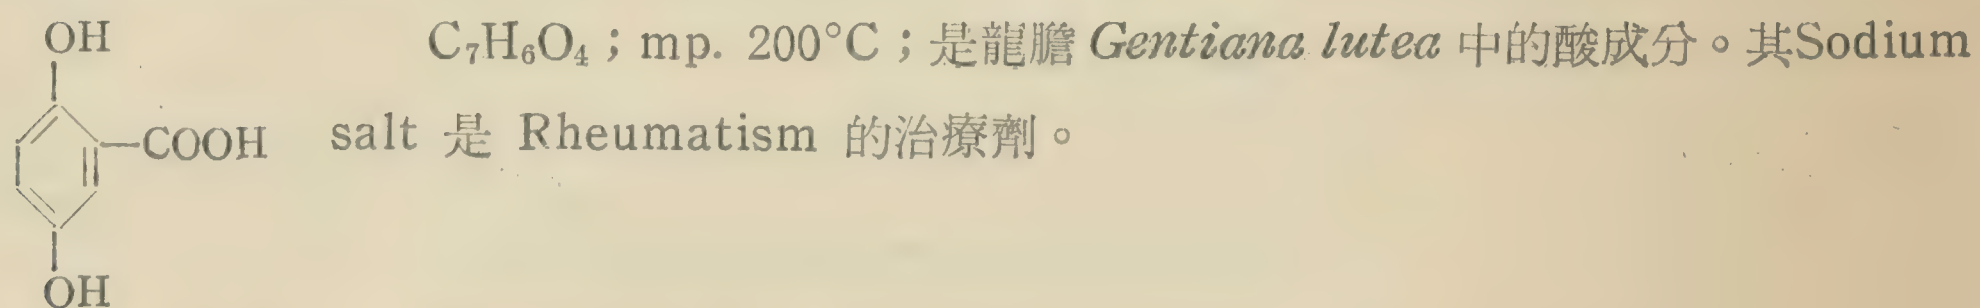 OH
C₇H₆O₄；mp. 200°C；是龍膽 Gentiana lutea 中的酸成分。其Sodium
—COOH
salt 是 Rheumatism 的治療劑。
OH